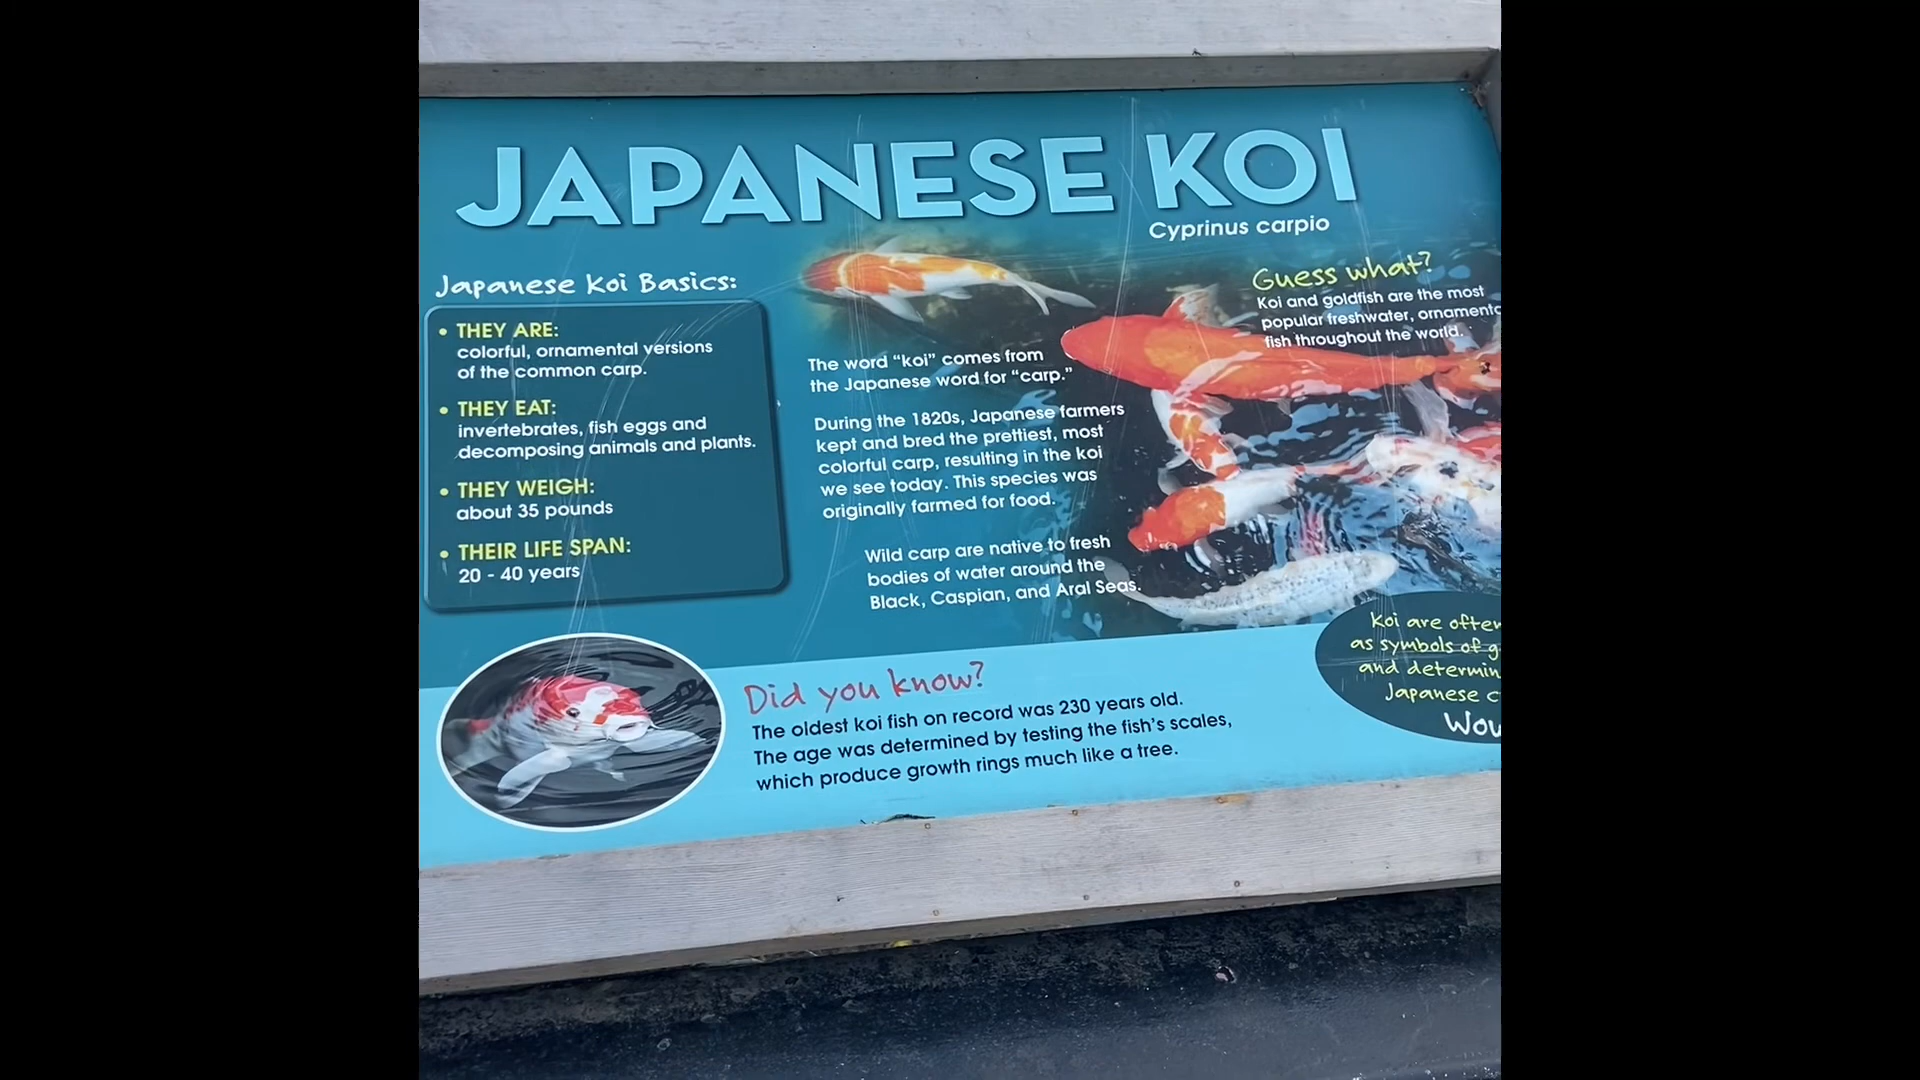 JAPANESE KOI
Cyprinus carpio
Japanese Koi Basics:
• THEY ARE:
colorful, ornamental versions
of the common carp.
• THEY EAT:
invertebrates, fish eggs and
decomposing animals and plants.
• THEY WEIGH:
about 35 pounds
• THEIR LIFE SPAN:
20 - 40 years
The word "koi" comes from
the Japanese word for "carp."
During the 1820s, Japanese farmers
kept and bred the prettiest, most
colorful carp, resulting in the koi
we see today. This species was
originally farmed for food.
Wild carp are native to fresh
bodies of water around the
Black, Caspian, and Aral Seas.
Guess what?
Koi and goldfish are the most
popular freshwater,
fish throughout the world.
Koi are
as symbols of
and
Japanese
Did you know?
The oldest koi fish on record was 230 years old.
The age was determined by testing the fish's scales,
which produce growth rings much like a tree.